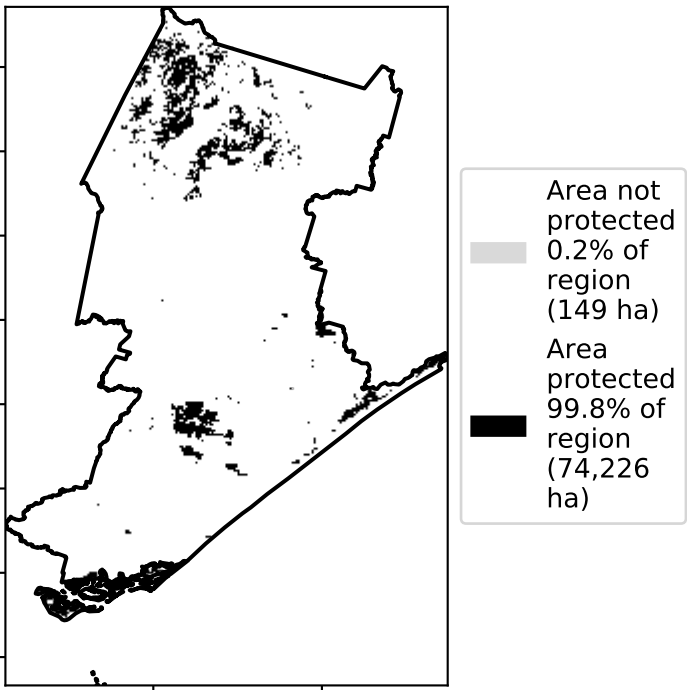 Area not
protected
0.2% of
region
(149 ha)
Area
protected
99.8% of
region
(74,226
ha)